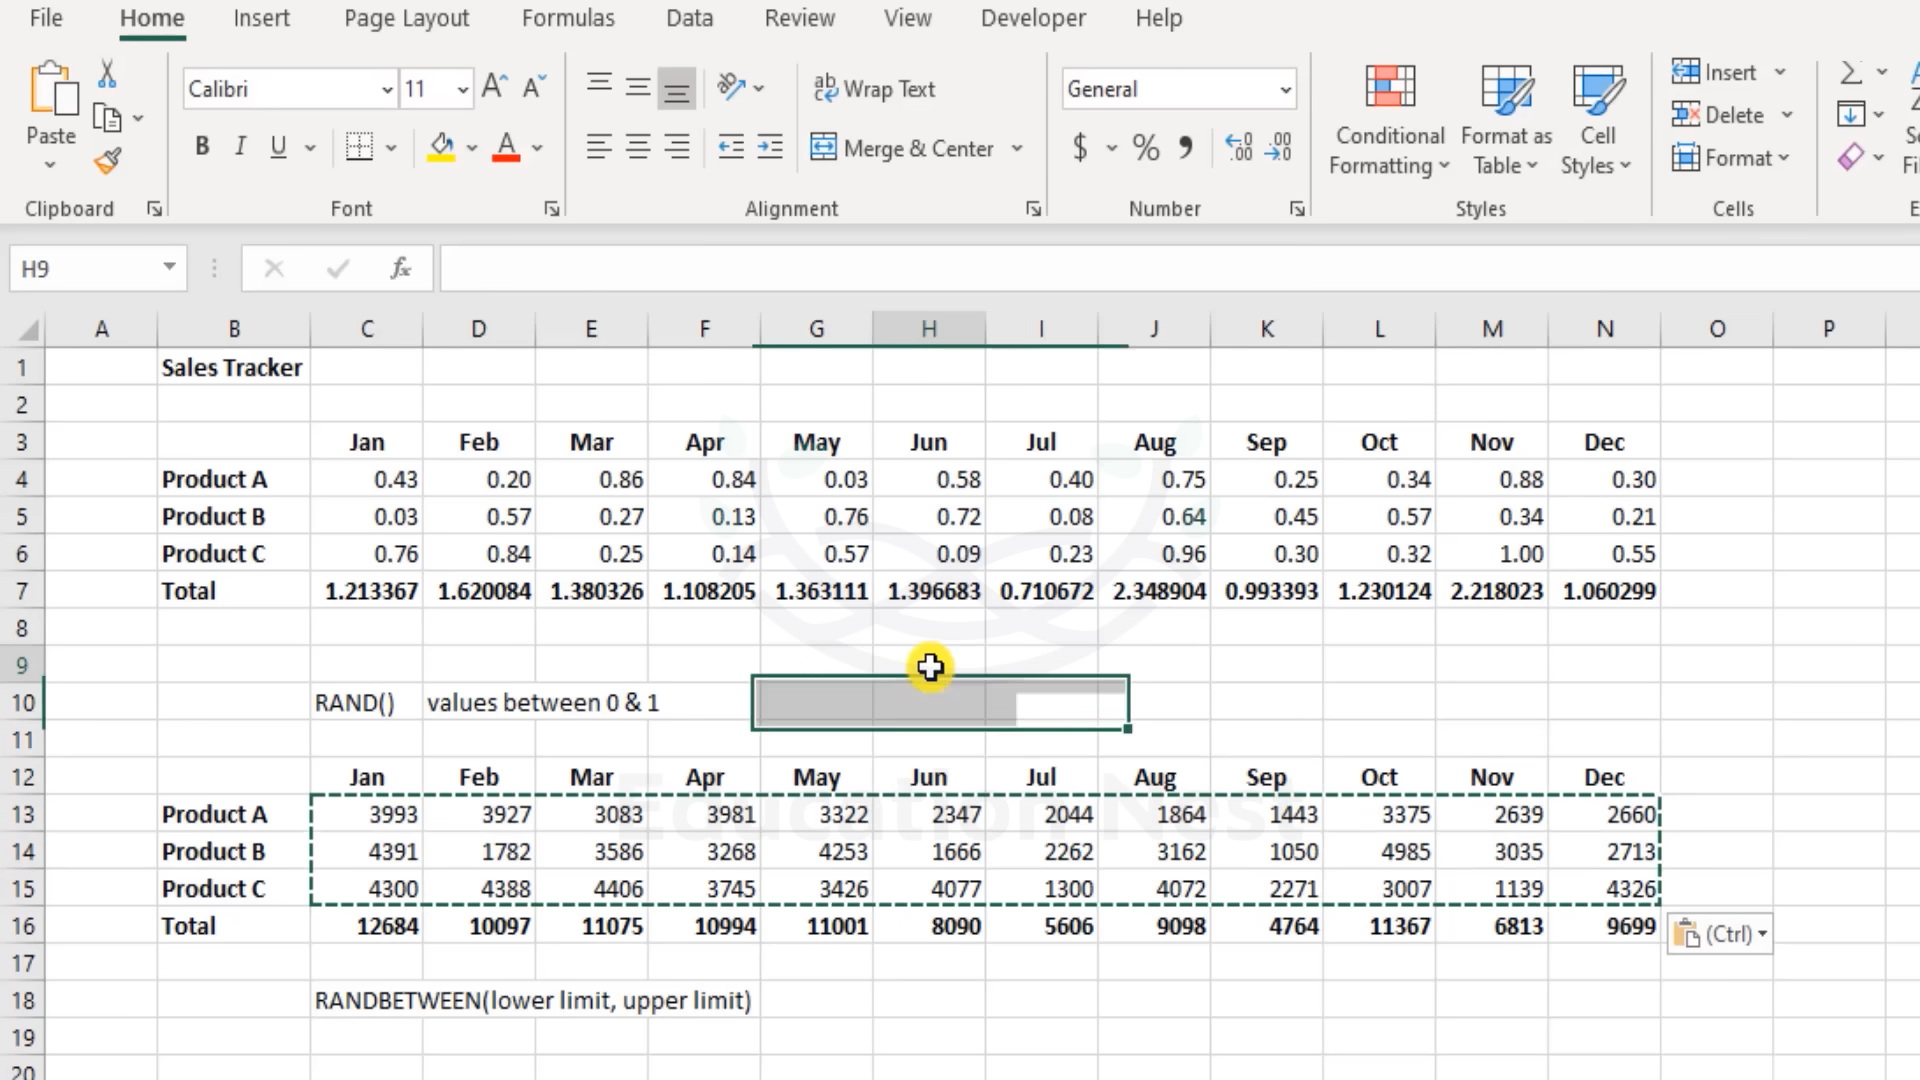 File Home Insert Page Layout Formulas Data Review View Developer Help
Paste
Calibri 11 A A
B I U A
ab Wrap Text
Merge & Center
General
$ % 9 .00 .00
Conditional Formatting
Format as Table
Cell Styles
Insert
Delete
Format
Clipboard Font Alignment Number Styles Cells
H9 fx
A B C D E F G H I J K L M N O P
1 Sales Tracker
2
3 Jan Feb Mar Apr May Jun Jul Aug Sep Oct Nov Dec
4 Product A 0.43 0.20 0.86 0.84 0.03 0.58 0.40 0.75 0.25 0.34 0.88 0.30
5 Product B 0.03 0.57 0.27 0.13 0.76 0.72 0.08 0.64 0.45 0.57 0.34 0.21
6 Product C 0.76 0.84 0.25 0.14 0.57 0.09 0.23 0.96 0.30 0.32 1.00 0.55
7 Total 1.213367 1.620084 1.380326 1.108205 1.363111 1.396683 0.710672 2.348904 0.993393 1.230124 2.218023 1.060299
8
9
10 RAND() values between 0 & 1
11
12 Jan Feb Mar Apr May Jun Jul Aug Sep Oct Nov Dec
13 Product A 3993 3927 3083 3981 3322 2347 2044 1864 1443 3375 2639 2660
Education Nest
14 Product B 4391 1782 3586 3268 4253 1666 2262 3162 1050 4985 3035 2713
15 Product C 4300 4388 4406 3745 3426 4077 1300 4072 2271 3007 1139 4326
16 Total 12684 10097 11075 10994 11001 8090 5606 9098 4764 11367 6813 9699 (Ctrl)
17
18 RANDBETWEEN(lower limit, upper limit)
19
20